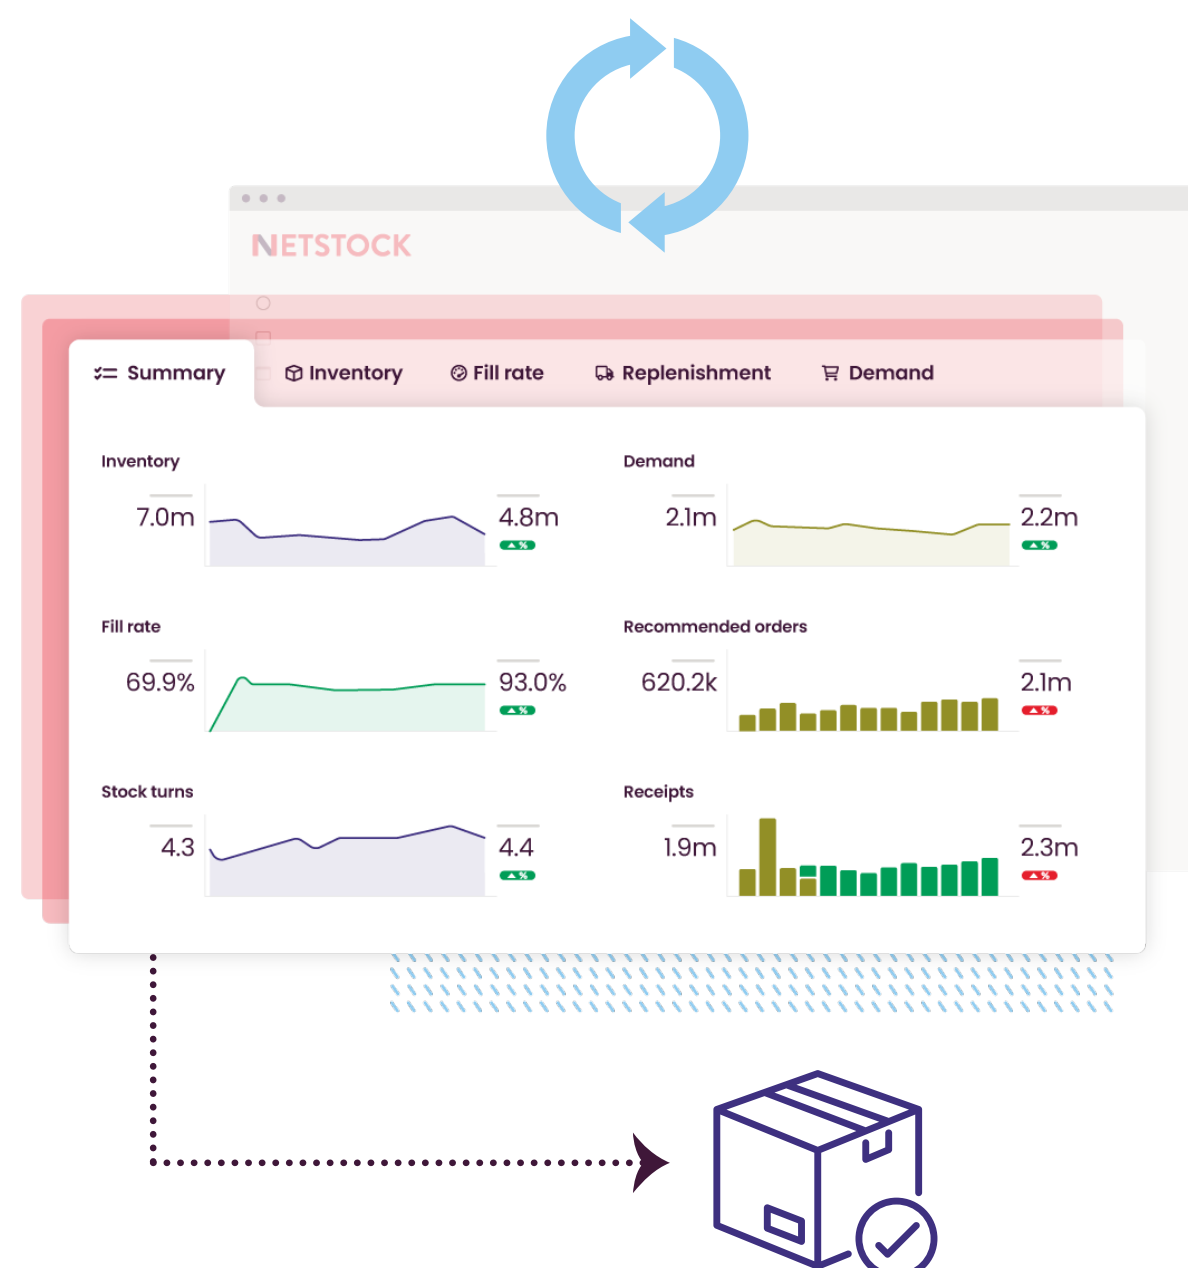 NETSTOCK
Summary Inventory Fill rate Replenishment Demand
Inventory
7.0m 4.8m
%
Demand
2.1m 2.2m
%
Fill rate
69.9% 93.0%
%
Recommended orders
620.2k 2.1m
%
Stock turns
4.3 4.4
%
Receipts
1.9m 2.3m
%